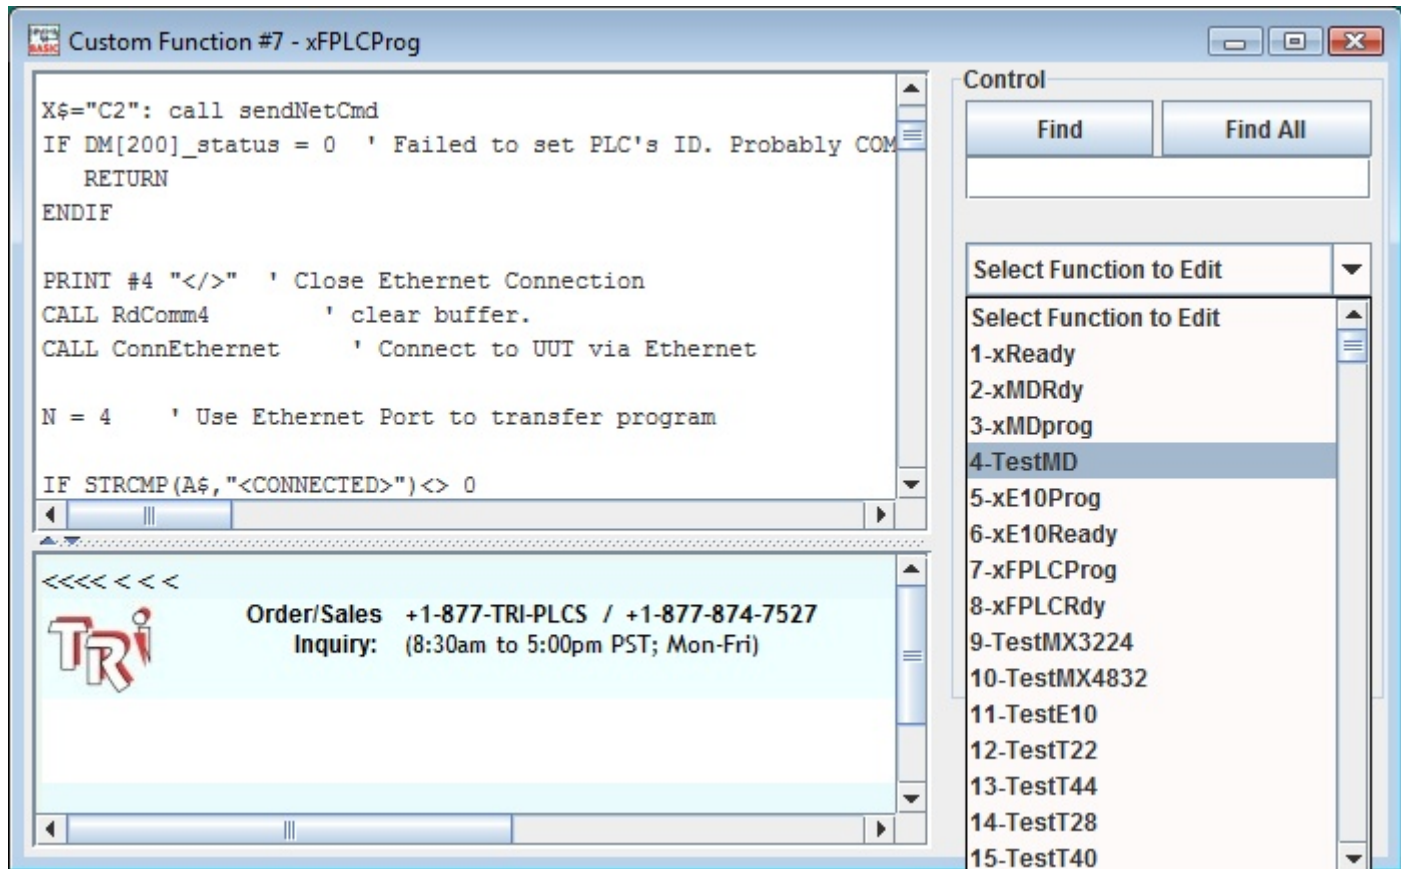 Custom Function #7 - xFPLCProg
X$="C2": call sendNetCmd
IF DM[200]_status = 0  ' Failed to set PLC's ID. Probably COM
RETURN
ENDIF
PRINT #4 "</>"  ' Close Ethernet Connection
CALL RdComm4  ' clear buffer.
CALL ConnEthernet  ' Connect to UUT via Ethernet
N = 4  ' Use Ethernet Port to transfer program
IF STRCMP(A$,"<CONNECTED>")<> 0
<<<< < < <
TRi
Order/Sales +1-877-TRI-PLCS / +1-877-874-7527
Inquiry: (8:30am to 5:00pm PST; Mon-Fri)
Control
Find Find All
Select Function to Edit
Select Function to Edit
1-xReady
2-xMDRdy
3-xMDprog
4-TestMD
5-xE10Prog
6-xE10Ready
7-xFPLCProg
8-xFPLCRdy
9-TestMX3224
10-TestMX4832
11-TestE10
12-TestT22
13-TestT44
14-TestT28
15-TestT40